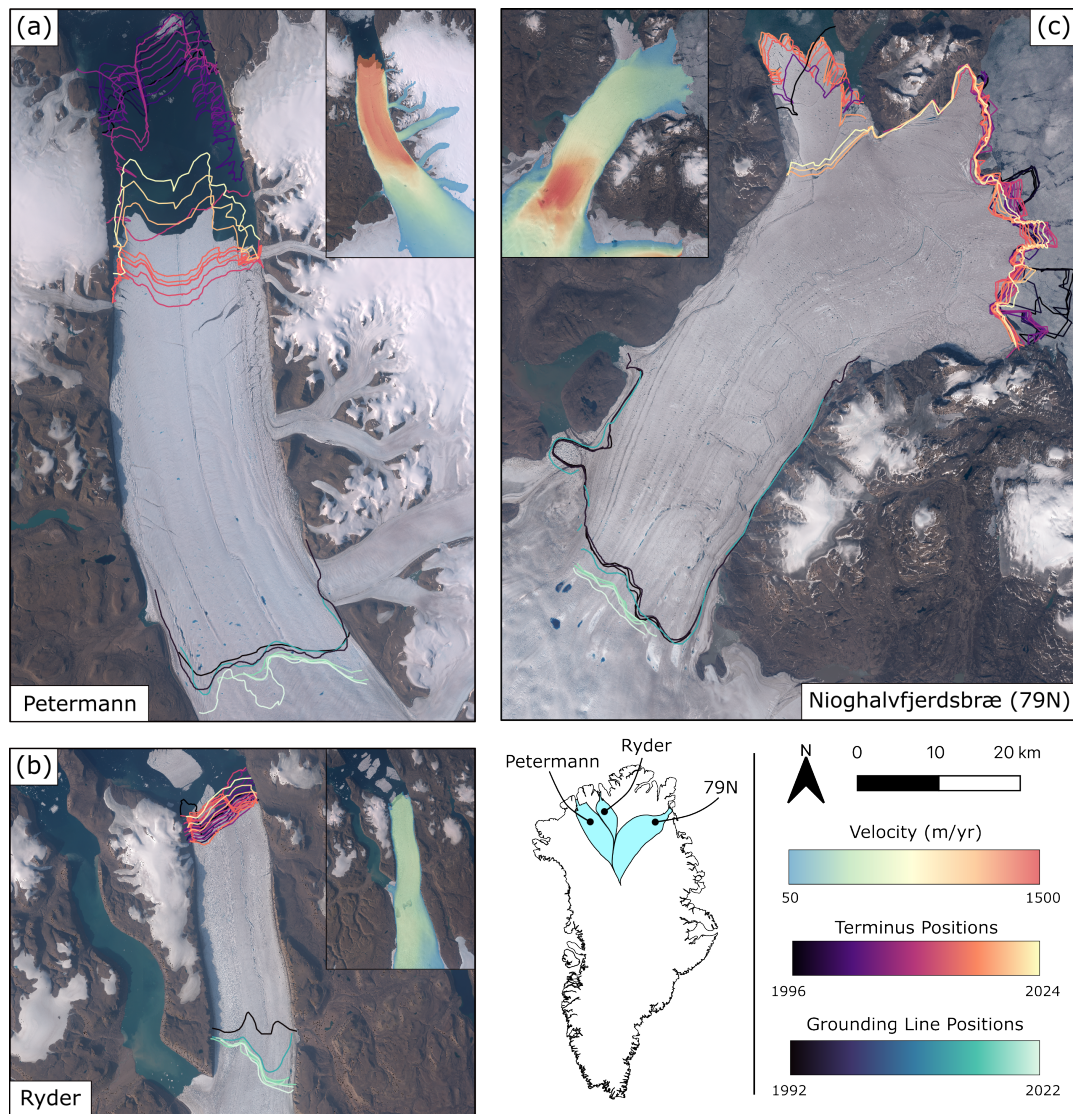 (a)
Petermann
(c)
Nioghalvfjerdsbræ (79N)
(b)
Ryder
Ryder
Petermann
79N
N
0 10 20 km
Velocity (m/yr)
50 1500
Terminus Positions
1996 2024
Grounding Line Positions
1992 2022